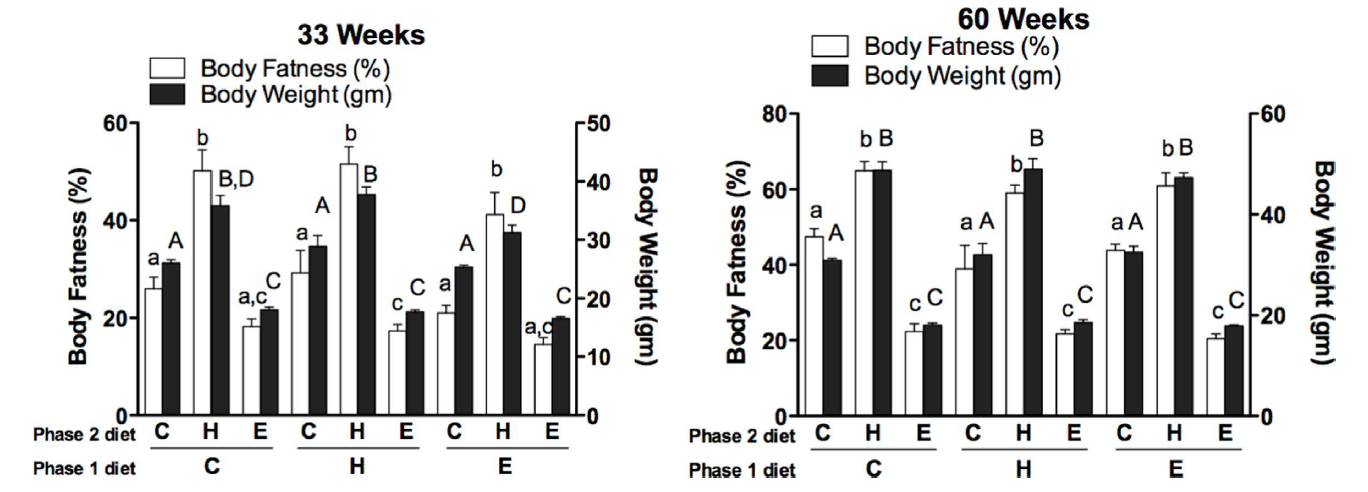 33 Weeks
Body Fatness (%)
Body Weight (gm)
Body Fatness (%)
60
40
20
0
a A b B,D a,c C a A b B c C a A b D a,c C
50
40
30
20
10
0
Body Weight (gm)
Phase 2 diet C H E C H E C H E
Phase 1 diet C H E
60 Weeks
Body Fatness (%)
Body Weight (gm)
Body Fatness (%)
80
60
40
20
0
a A b B c C a A b B c C a A b B c C
60
40
20
0
Body Weight (gm)
Phase 2 diet C H E C H E C H E
Phase 1 diet C H E